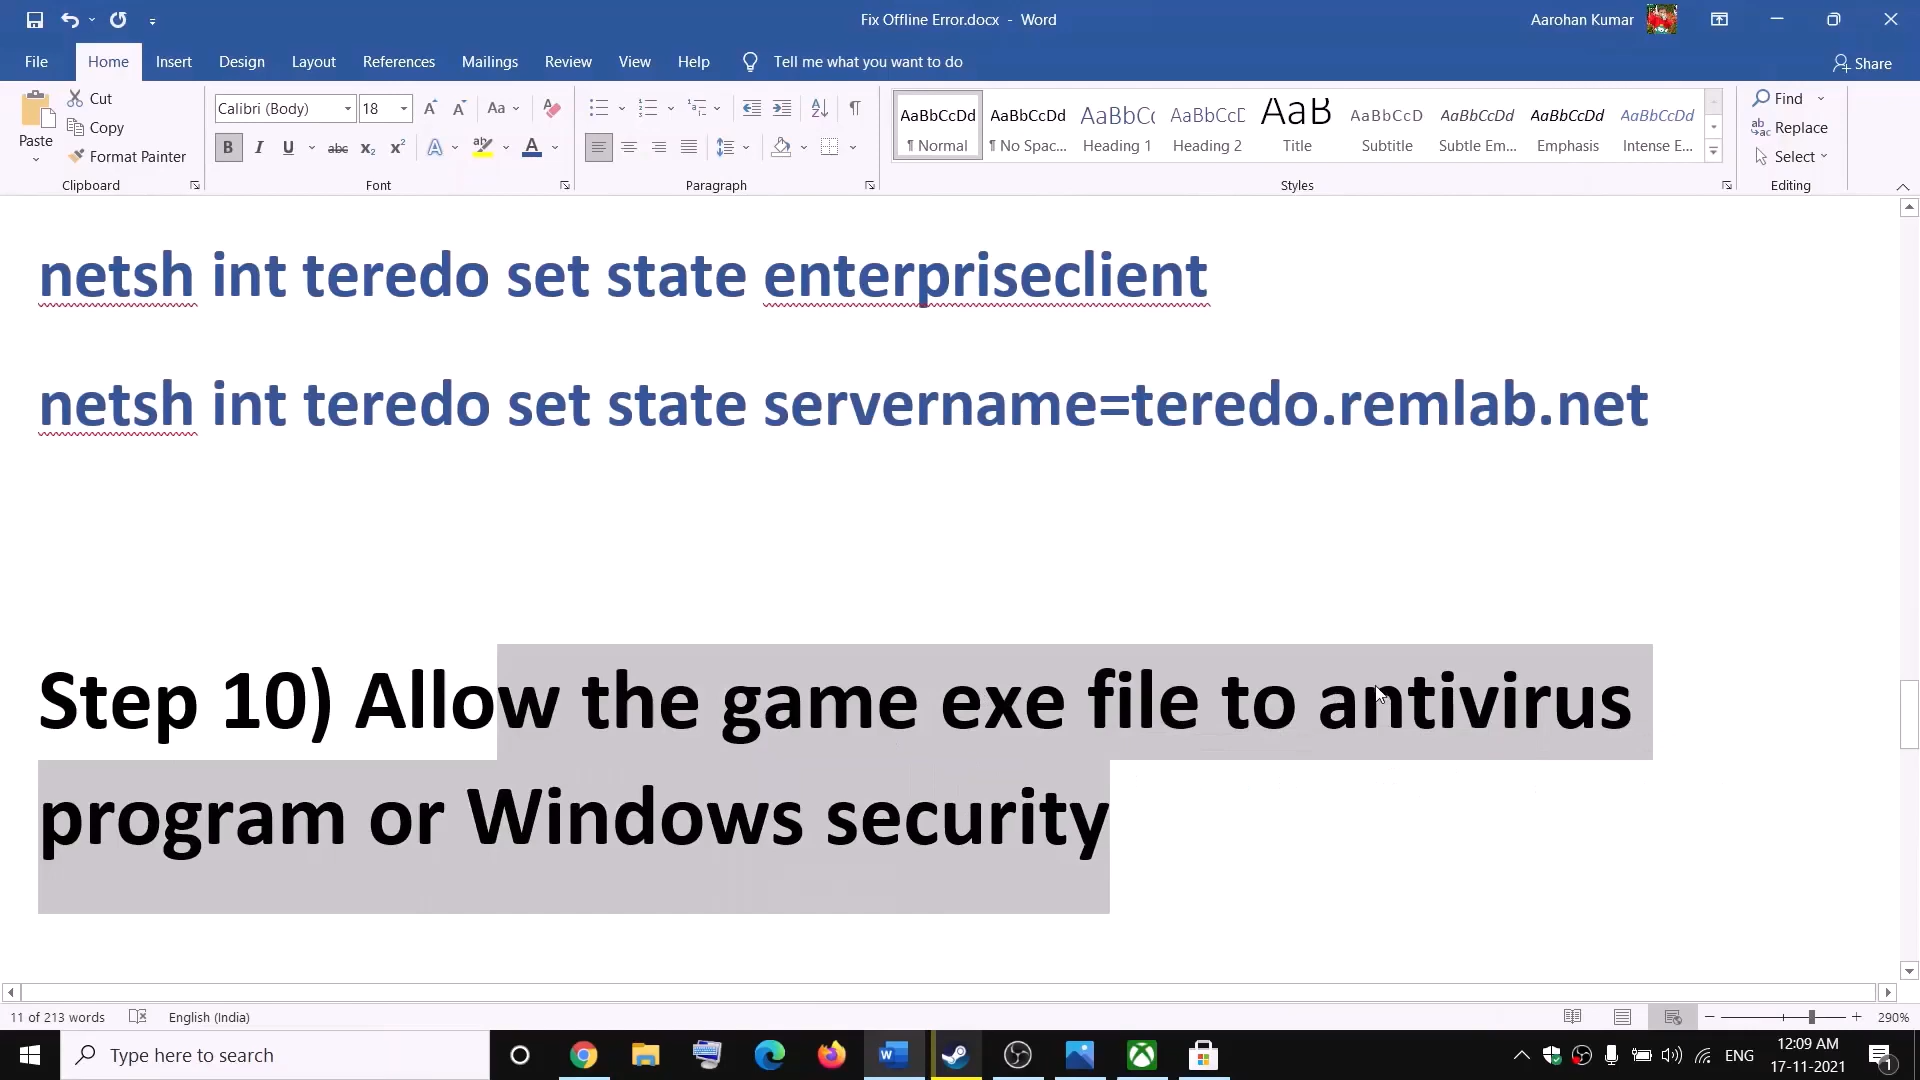 Fix Offline Error.docx - Word
Aarohan Kumar
File Home Insert Design Layout References Mailings Review View Help Tell me what you want to do Share
Paste
Cut
Copy
Format Painter
Clipboard
Calibri (Body) 18
Font
Paragraph
AaBbCcDd AaBbCcDd AaBbCc AaBbCcD AaB AaBbCcD AaBbCcDd AaBbCcDd AaBbCcDd
¶ Normal ¶ No Spac... Heading 1 Heading 2 Title Subtitle Subtle Em... Emphasis Intense E...
Styles
Find
Replace
Select
Editing
netsh int teredo set state enterpriseclient
netsh int teredo set state servername=teredo.remlab.net
Step 10) Allow the game exe file to antivirus
program or Windows security
11 of 213 words English (India) 290%
Type here to search
ENG
12:09 AM
17-11-2021
1